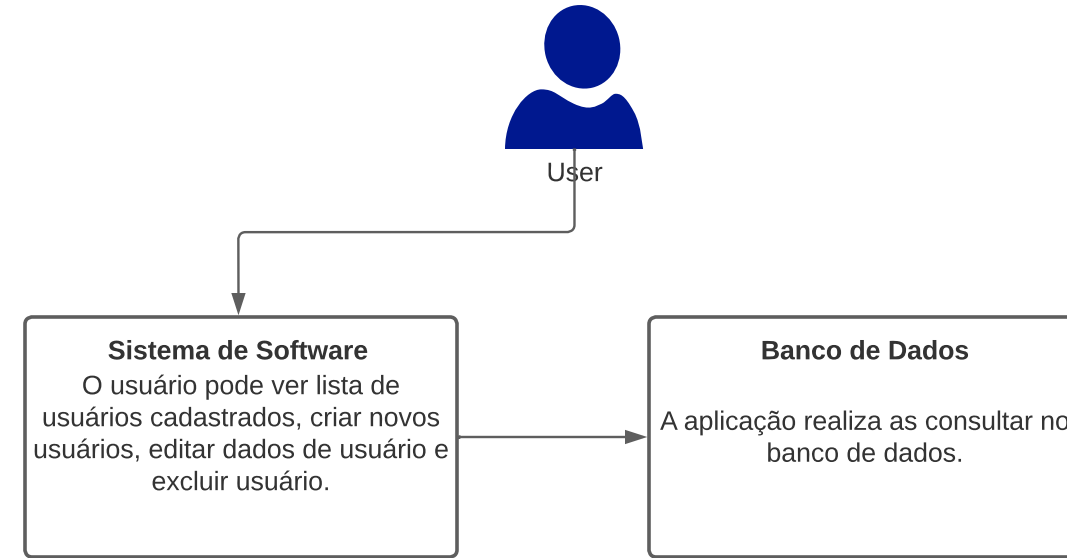 User
Sistema de Software
O usuário pode ver lista de
usuários cadastrados, criar novos
usuários, editar dados de usuário e
excluir usuário.
Banco de Dados
A aplicação realiza as consultar no
banco de dados.